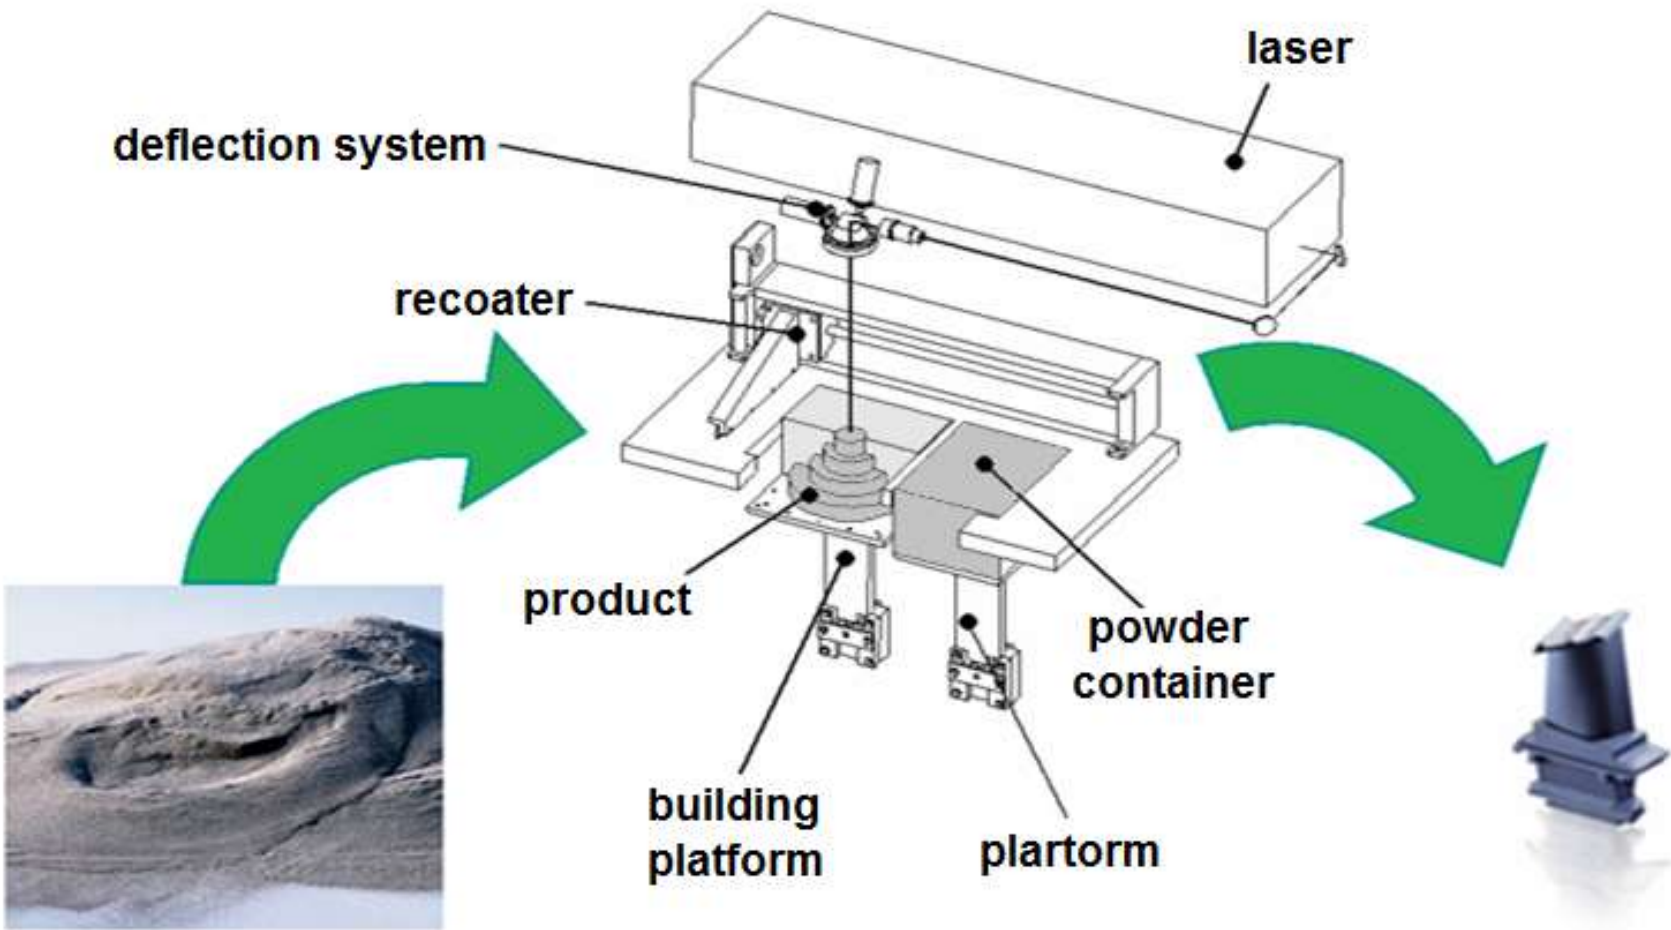 laser
deflection system
recoater
product
powder
container
building
platform
plartorm